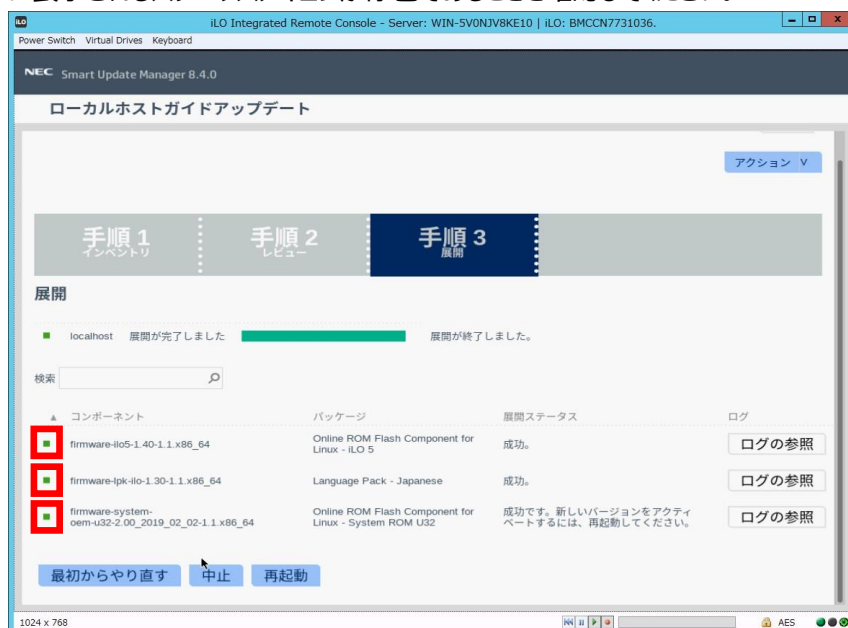 iLO iLO Integrated Remote Console - Server: WIN-5V0NJV8KE10 | iLO: BMCCN7731036.
Power Switch Virtual Drives Keyboard
NEC Smart Update Manager 8.4.0
ローカルホストガイドアップデート
アクション ∨
手順 1 手順 2 手順 3
インベントリ レビュー 展開
展開
localhost 展開が完了しました 展開が終了しました。
検索
▲ コンポーネント パッケージ 展開ステータス ログ
firmware-ilo5-1.40-1.1.x86_64 Online ROM Flash Component for Linux - iLO 5 成功。 ログの参照
firmware-lpk-ilo-1.30-1.1.x86_64 Language Pack - Japanese 成功。 ログの参照
firmware-system- Online ROM Flash Component for 成功です。新しいバージョンをアクティ ログの参照
oem-u32-2.00_2019_02_02-1.1.x86_64 Linux - System ROM U32 ベートするには、再起動してください。
最初からやり直す 中止 再起動
1024 x 768 AES